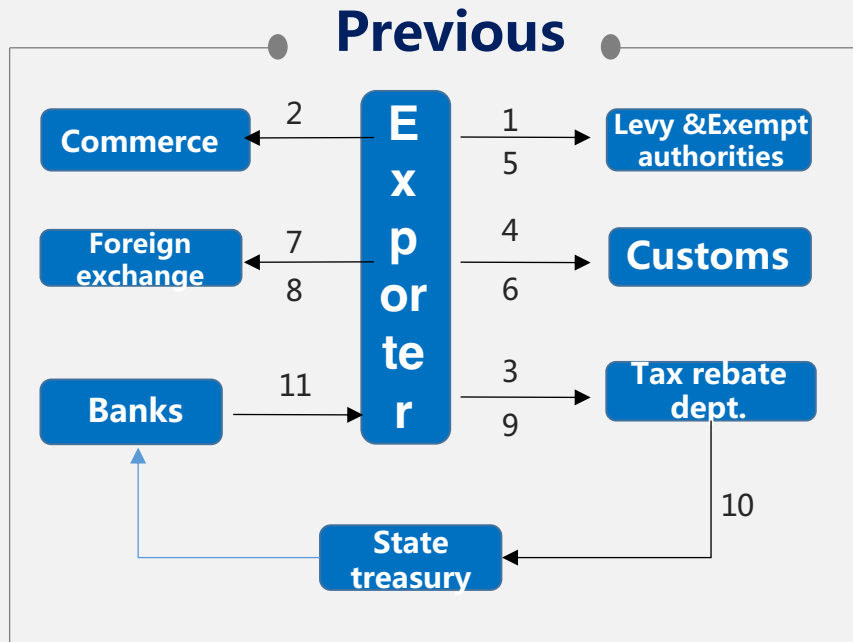 Previous
Commerce
2
E
x
p
or
te
r
1
5
Levy &Exempt
authorities
Foreign
exchange
7
8
4
6
Customs
Banks
11
3
9
Tax rebate
dept.
10
State
treasury